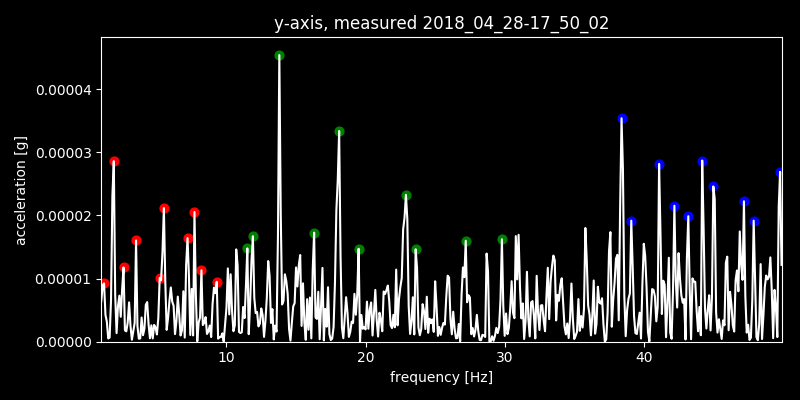 y-axis, measured 2018_04_28-17_50_02
acceleration [g]
0.00004
0.00003
0.00002
0.00001
0.00000
10 20 30 40
frequency [Hz]